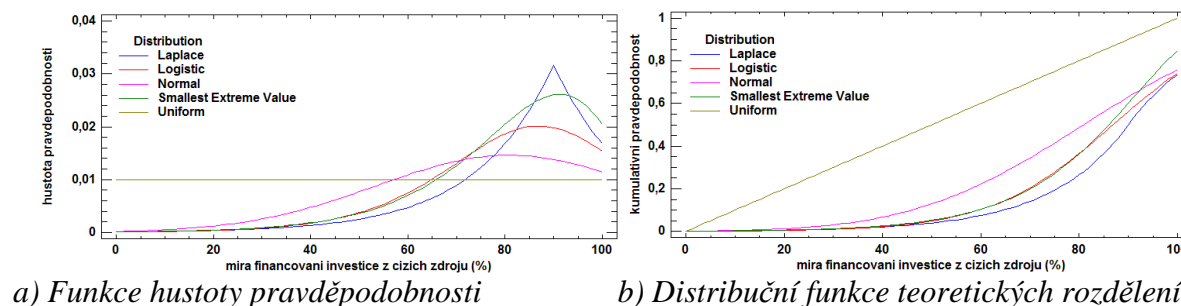 0,04
0,03
0,02
0,01
0
hustota pravdepodobnosti
Distribution
Laplace
Logistic
Normal
Smallest Extreme Value
Uniform
0 20 40 60 80 100
mira financovani investice z cizich zdroju (%)
a) Funkce hustoty pravděpodobnosti
1
0,8
0,6
0,4
0,2
0
kumulativni pravdepodobnost
Distribution
Laplace
Logistic
Normal
Smallest Extreme Value
Uniform
0 20 40 60 80
mira financovani investice z cizich zdroju (%)
b) Distribuční funkce teoretických rozdělení